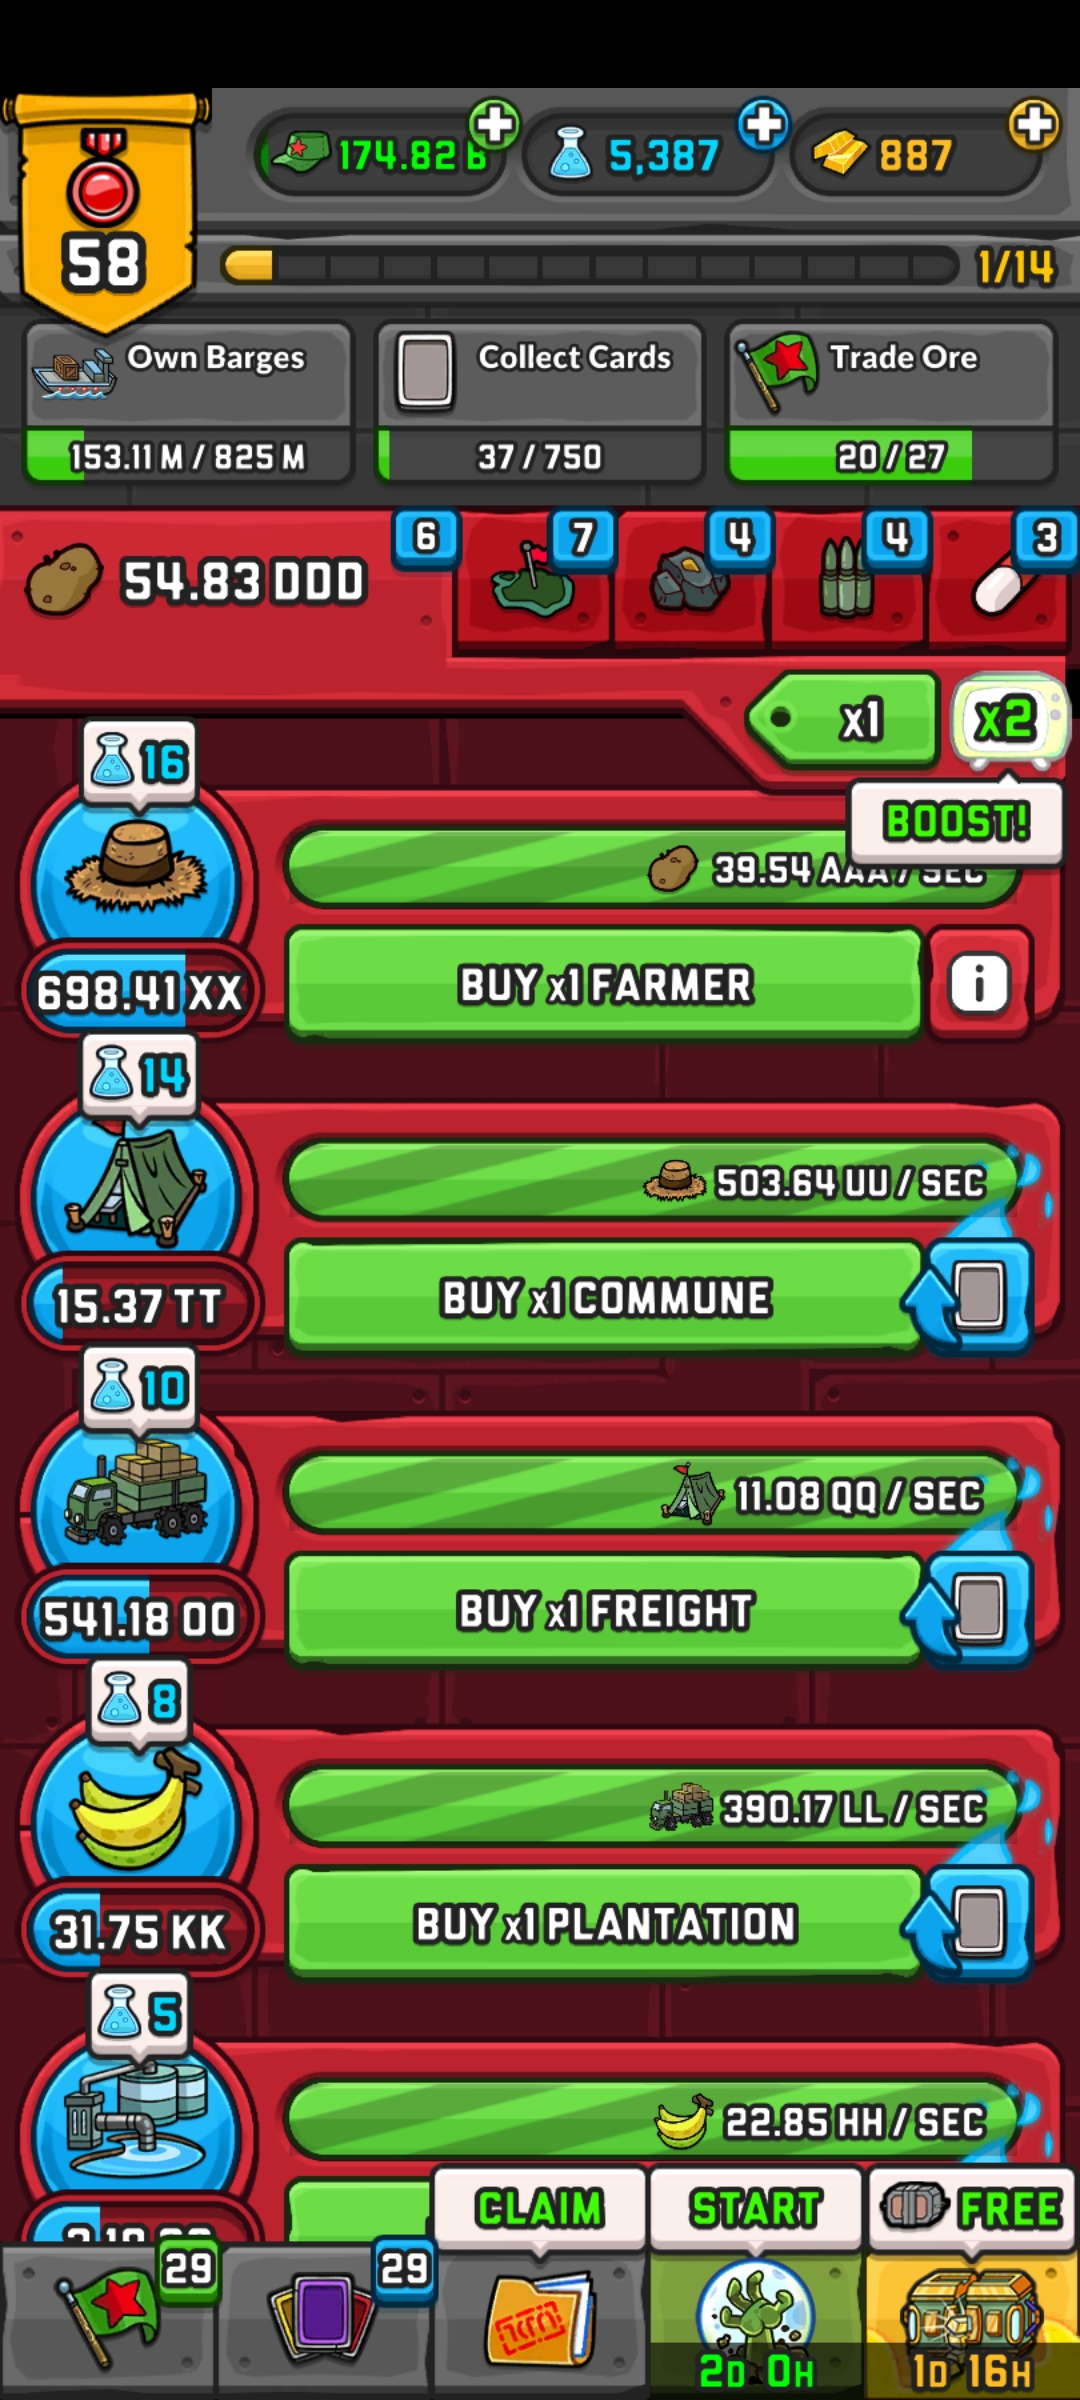 174.82 B
5,387
887
58
1/14
Own Barges
Collect Cards
Trade Ore
153.11 M / 825 M
37 / 750
20 / 27
54.83 DDD
6
7
4
4
3
x1
x2
BOOST!
16
39.54 AAA / SEC
698.41 XX
BUY x1 FARMER
i
14
503.64 UU / SEC
15.37 TT
BUY x1 COMMUNE
10
11.08 QQ / SEC
541.18 OO
BUY x1 FREIGHT
8
390.17 LL / SEC
31.75 KK
BUY x1 PLANTATION
5
22.85 HH / SEC
CLAIM
START
FREE
29
29
2D 0H
1D 16H